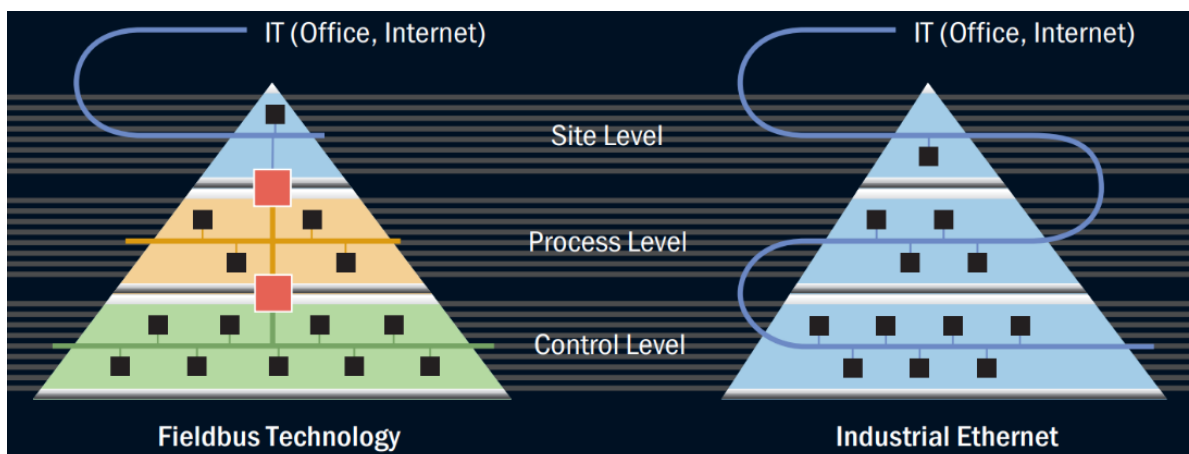 IT (Office, Internet)
IT (Office, Internet)
Site Level
Process Level
Control Level
Fieldbus Technology
Industrial Ethernet